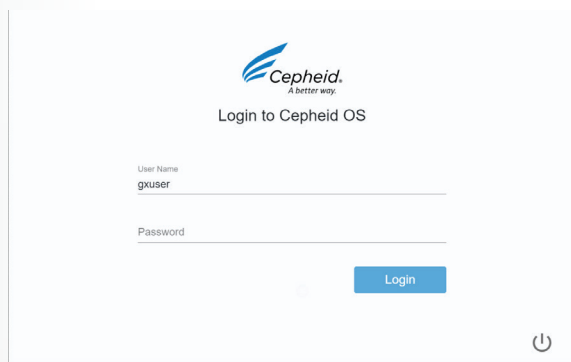 Cepheid.
A better way.
Login to Cepheid OS
User Name
gxuser
Password
Login